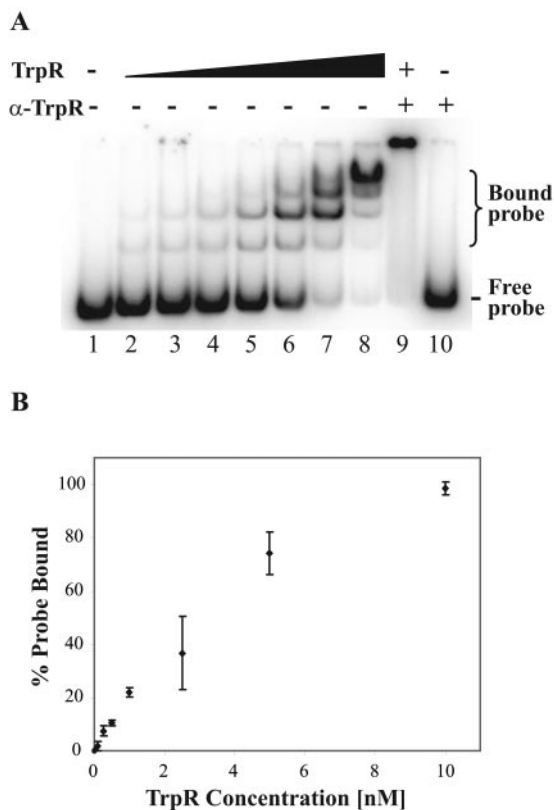 A
TrpR - +  -
α-TrpR - - - - - - - - + +
Bound
probe
Free
probe
1 2 3 4 5 6 7 8 9 10
B
% Probe Bound
100
80
60
40
20
0
0 2 4 6 8 10
TrpR Concentration [nM]